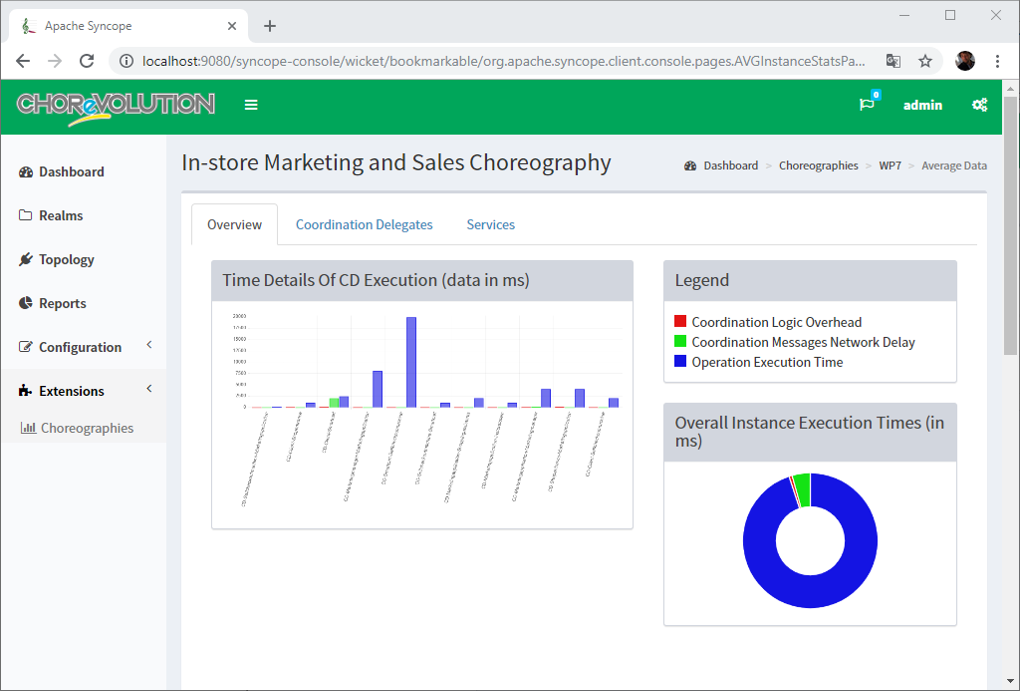 Apache Syncope
localhost:9080/syncope-console/wicket/bookmarkable/org.apache.syncope.client.console.pages.AVGInstanceStatsPa...
CHOReVOLUTION
0
admin
Dashboard
Realms
Topology
Reports
Configuration
Extensions
Choreographies
In-store Marketing and Sales Choreography
Dashboard > Choreographies > WP7 > Average Data
Overview
Coordination Delegates
Services
Time Details Of CD Execution (data in ms)
20000
17500
15000
12500
10000
7500
5000
2500
0
Legend
Coordination Logic Overhead
Coordination Messages Network Delay
Operation Execution Time
Overall Instance Execution Times (in
ms)